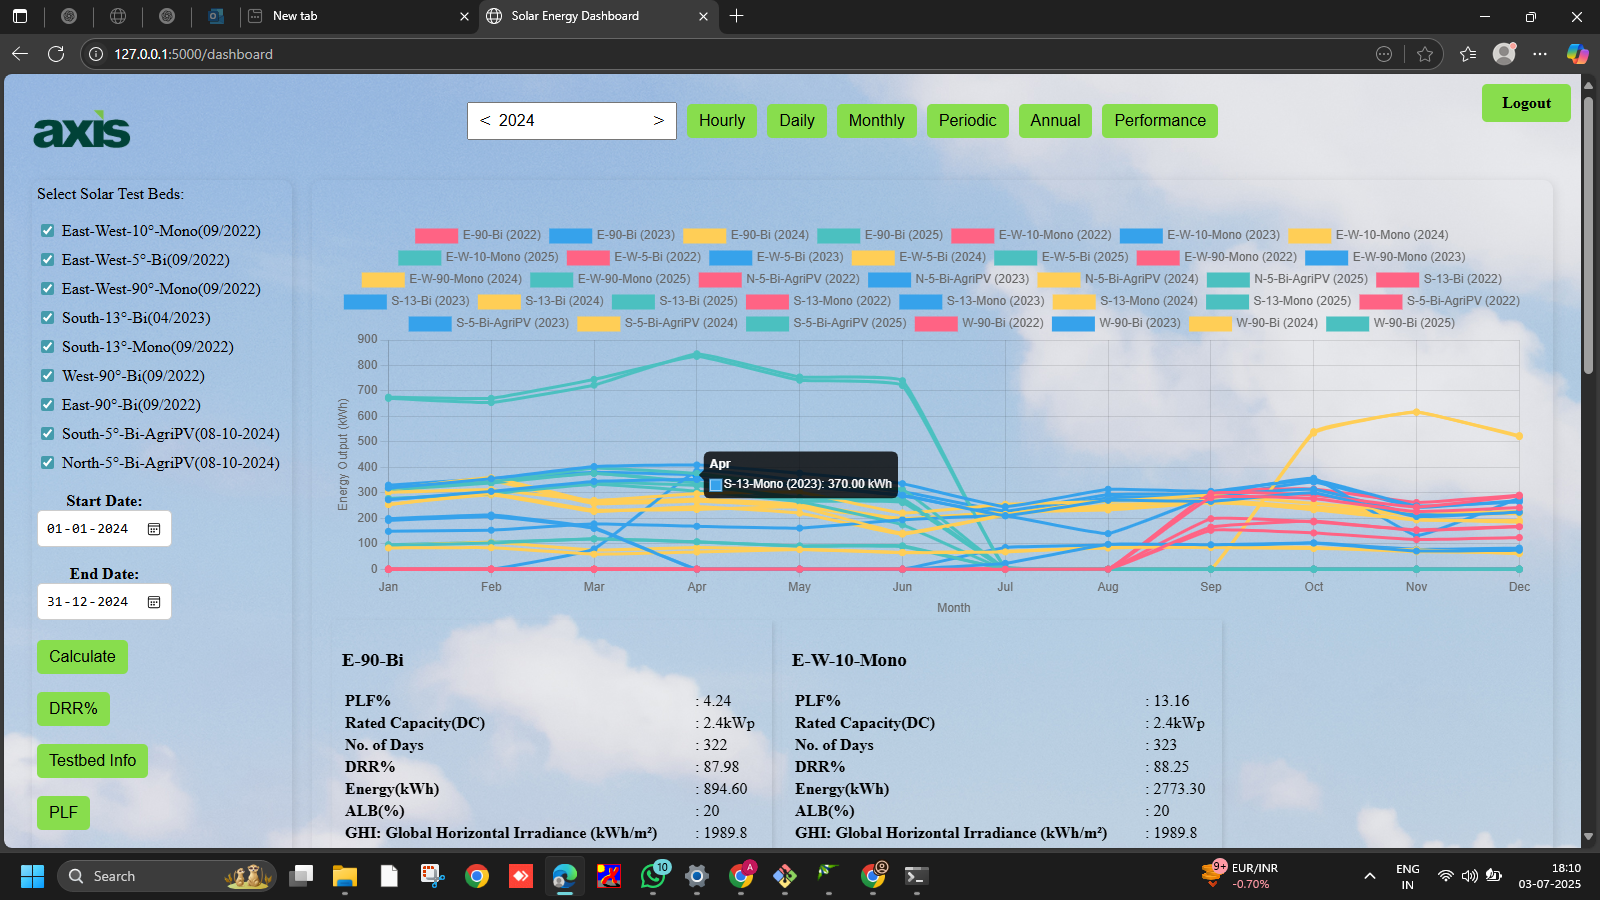 New tab
Solar Energy Dashboard
127.0.0.1:5000/dashboard
axis
< 2024 >
Hourly
Daily
Monthly
Periodic
Annual
Performance
Logout
Select Solar Test Beds:
East-West-10°-Mono(09/2022)
East-West-5°-Bi(09/2022)
East-West-90°-Mono(09/2022)
South-13°-Bi(04/2023)
South-13°-Mono(09/2022)
West-90°-Bi(09/2022)
East-90°-Bi(09/2022)
South-5°-Bi-AgriPV(08-10-2024)
North-5°-Bi-AgriPV(08-10-2024)
Start Date:
01-01-2024
End Date:
31-12-2024
Calculate
DRR%
Testbed Info
PLF
E-90-Bi (2022) E-90-Bi (2023) E-90-Bi (2024) E-90-Bi (2025) E-W-10-Mono (2022) E-W-10-Mono (2023) E-W-10-Mono (2024)
E-W-10-Mono (2025) E-W-5-Bi (2022) E-W-5-Bi (2023) E-W-5-Bi (2024) E-W-5-Bi (2025) E-W-90-Mono (2022) E-W-90-Mono (2023)
E-W-90-Mono (2024) E-W-90-Mono (2025) N-5-Bi-AgriPV (2022) N-5-Bi-AgriPV (2023) N-5-Bi-AgriPV (2024) N-5-Bi-AgriPV (2025) S-13-Bi (2022)
S-13-Bi (2023) S-13-Bi (2024) S-13-Bi (2025) S-13-Mono (2022) S-13-Mono (2023) S-13-Mono (2024) S-13-Mono (2025) S-5-Bi-AgriPV (2022)
S-5-Bi-AgriPV (2023) S-5-Bi-AgriPV (2024) S-5-Bi-AgriPV (2025) W-90-Bi (2022) W-90-Bi (2023) W-90-Bi (2024) W-90-Bi (2025)
Energy Output (kWh)
900
800
700
600
500
400
300
200
100
0
Apr
S-13-Mono (2023): 370.00 kWh
Jan Feb Mar Apr May Jun Jul Aug Sep Oct Nov Dec
Month
E-90-Bi
PLF% : 4.24
Rated Capacity(DC) : 2.4kWp
No. of Days : 322
DRR% : 87.98
Energy(kWh) : 894.60
ALB(%) : 20
GHI: Global Horizontal Irradiance (kWh/m²) : 1989.8
E-W-10-Mono
PLF% : 13.16
Rated Capacity(DC) : 2.4kWp
No. of Days : 323
DRR% : 88.25
Energy(kWh) : 2773.30
ALB(%) : 20
GHI: Global Horizontal Irradiance (kWh/m²) : 1989.8
Search
10
A
9+
EUR/INR
-0.70%
ENG
IN
18:10
03-07-2025